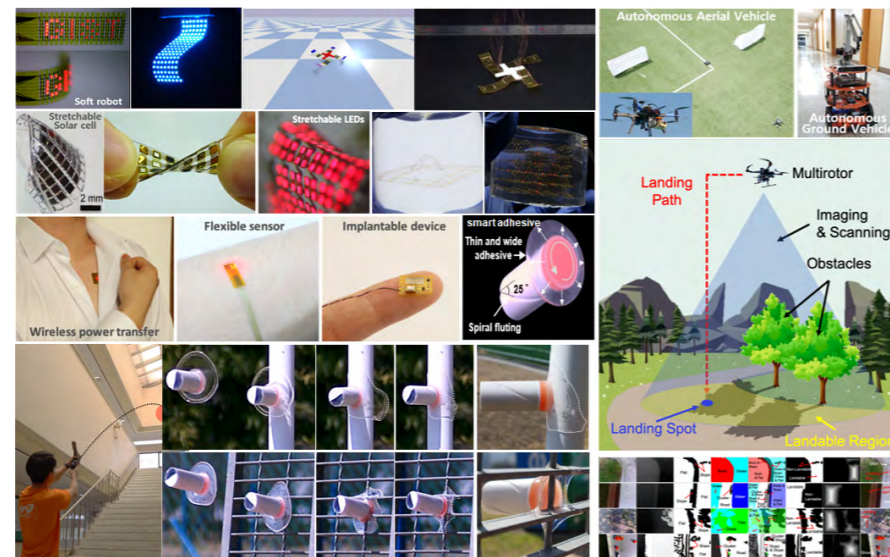 GIST
Soft robot
Stretchable
Solar cell
2 mm
Stretchable LEDs
Wireless power transfer
Flexible sensor
Implantable device
smart adhesive
Thin and wide
adhesive
25°
Spiral fluting
Autonomous Aerial Vehicle
Autonomous
Ground Vehicle
Landing
Path
Multirotor
Imaging
& Scanning
Obstacles
Landing Spot
Landable Region